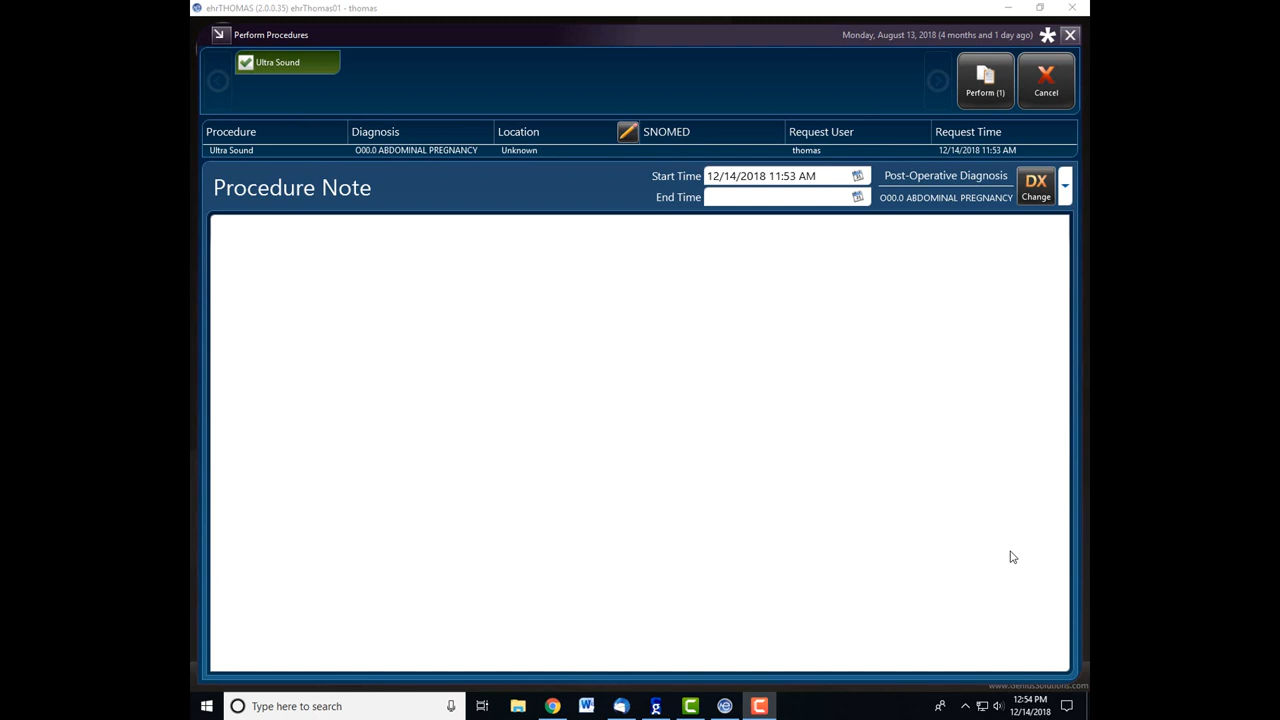 ehrTHOMAS (2.0.0.35) ehrThomas01 - thomas
Perform Procedures
Monday, August 13, 2018 (4 months and 1 day ago)
Ultra Sound
Perform (1)
Cancel
Procedure Diagnosis Location SNOMED Request User Request Time
Ultra Sound O00.0 ABDOMINAL PREGNANCY Unknown thomas 12/14/2018 11:53 AM
Procedure Note
Start Time 12/14/2018 11:53 AM
End Time
Post-Operative Diagnosis
O00.0 ABDOMINAL PREGNANCY
DX
Change
www.GeniusSolutions.com
Type here to search
12:54 PM
12/14/2018